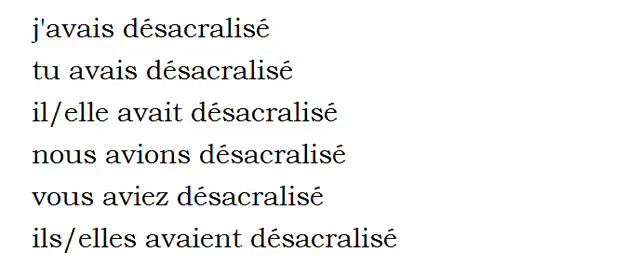 j'avais désacralisé
tu avais désacralisé
il/elle avait désacralisé
nous avions désacralisé
vous aviez désacralisé
ils/elles avaient désacralisé